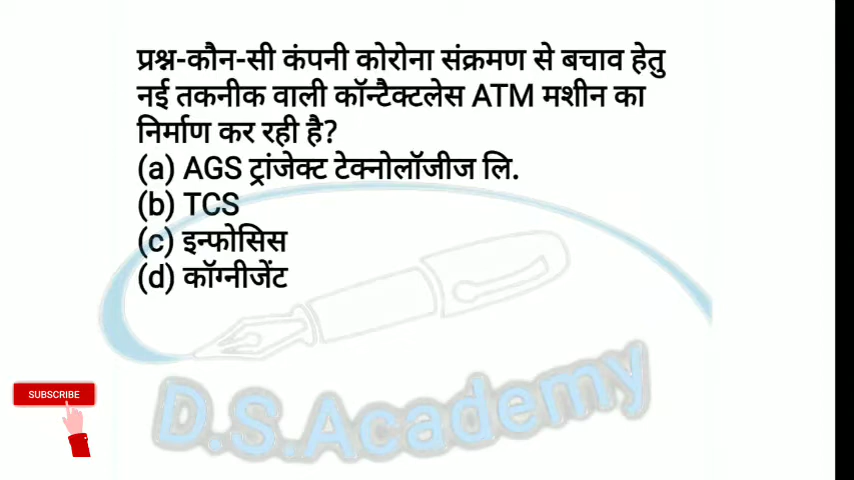 प्रश्न-कौन-सी कंपनी कोरोना संक्रमण से बचाव हेतु
नई तकनीक वाली कॉन्टैक्टलेस ATM मशीन का
निर्माण कर रही है?
(a) AGS ट्रांजेक्ट टेक्नोलॉजीज लि.
(b) TCS
(c) इन्फोसिस
(d) कॉग्नीजेंट
SUBSCRIBE
D.S.Academy